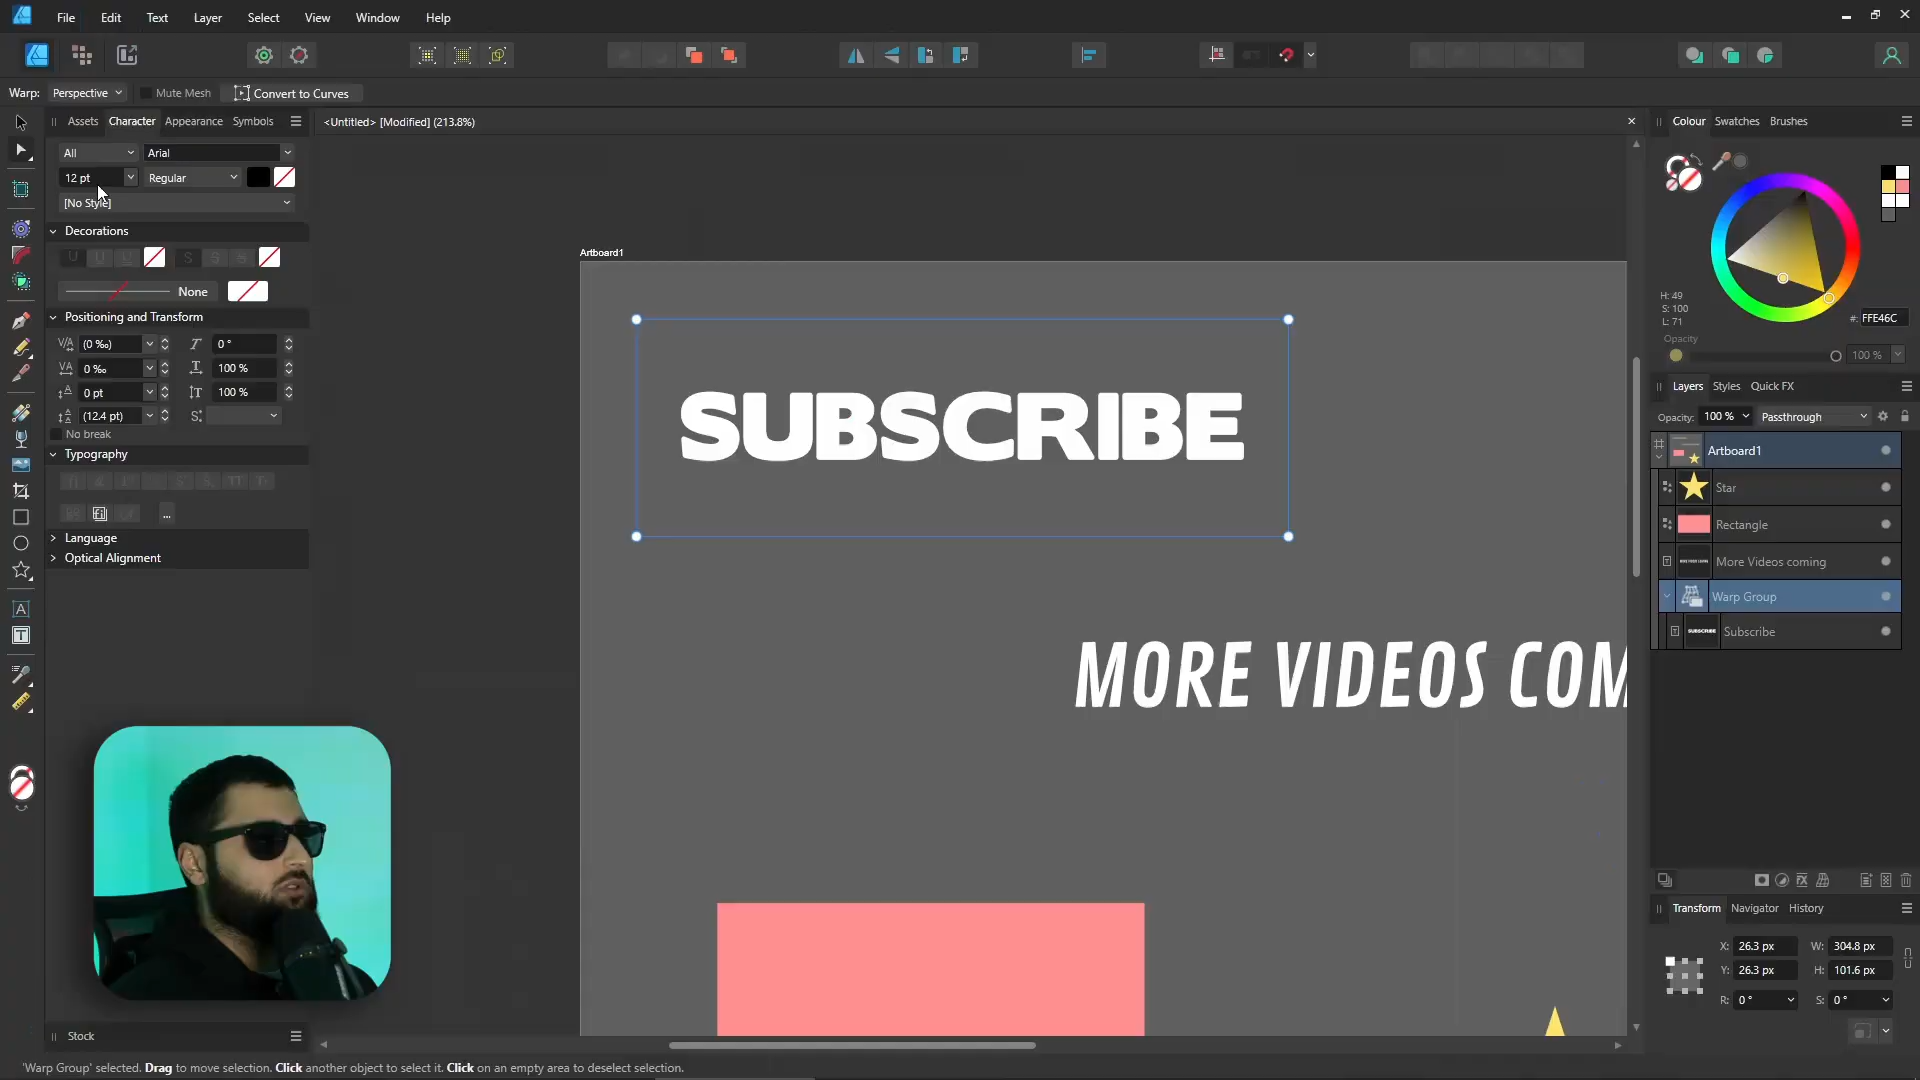 File Edit Text Layer Select View Window Help
Warp: Perspective Mute Mesh Convert to Curves
Assets Character Appearance Symbols
<Untitled> [Modified] (213.8%)
Colour Swatches Brushes
All Arial
12 pt Regular
[No Style]
Decorations
None
Positioning and Transform
(0 ‰) 0 °
0 ‰ 100 %
0 pt 100 %
(12.4 pt)
No break
Typography
...
Language
Optical Alignment
Artboard1
SUBSCRIBE
MORE VIDEOS COM
H: 49
S: 100
L: 71
#: FFE46C
Opacity
100 %
Layers Styles Quick FX
Opacity: 100 % Passthrough
Artboard1
Star
Rectangle
More Videos coming
Warp Group
Subscribe
Transform Navigator History
X: 26.3 px W: 304.8 px
Y: 26.3 px H: 101.6 px
R: 0 ° S: 0 °
Stock
'Warp Group' selected. Drag to move selection. Click another object to select it. Click on an empty area to deselect selection.